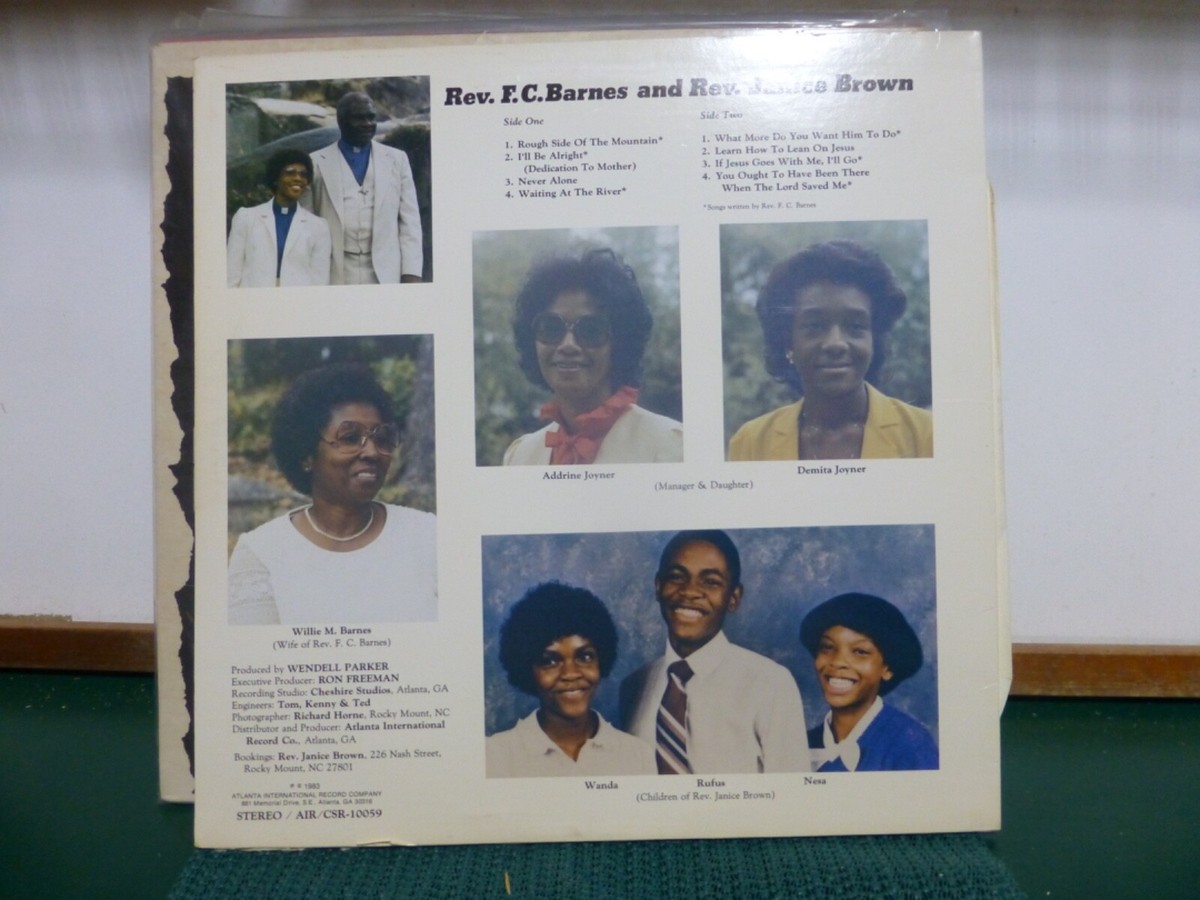 Rev. F.C.Barnes and Rev. Janice Brown
Side One
1. Rough Side Of The Mountain*
2. I'll Be Alright*
(Dedication To Mother)
3. Never Alone
4. Waiting At The River*
Side Two
1. What More Do You Want Him To Do*
2. Learn How To Lean On Jesus
3. If Jesus Goes With Me, I'll Go*
4. You Ought To Have Been There
When The Lord Saved Me*
*Songs written by Rev. F. C. Barnes
Addrine Joyner
Demita Joyner
(Manager & Daughter)
Willie M. Barnes
(Wife of Rev. F. C. Barnes)
Produced by WENDELL PARKER
Executive Producer: RON FREEMAN
Recording Studio: Cheshire Studios, Atlanta, GA
Engineers: Tom, Kenny & Ted
Photographer: Richard Horne, Rocky Mount, NC
Distributor and Producer: Atlanta International
Record Co., Atlanta, GA
Bookings: Rev. Janice Brown, 226 Nash Street,
Rocky Mount, NC 27801
1983
ATLANTA INTERNATIONAL RECORD COMPANY
Memorial Drive, S.E., Atlanta, GA 30316
STEREO / AIR/CSR-10059
Wanda
Rufus
Nesa
(Children of Rev. Janice Brown)